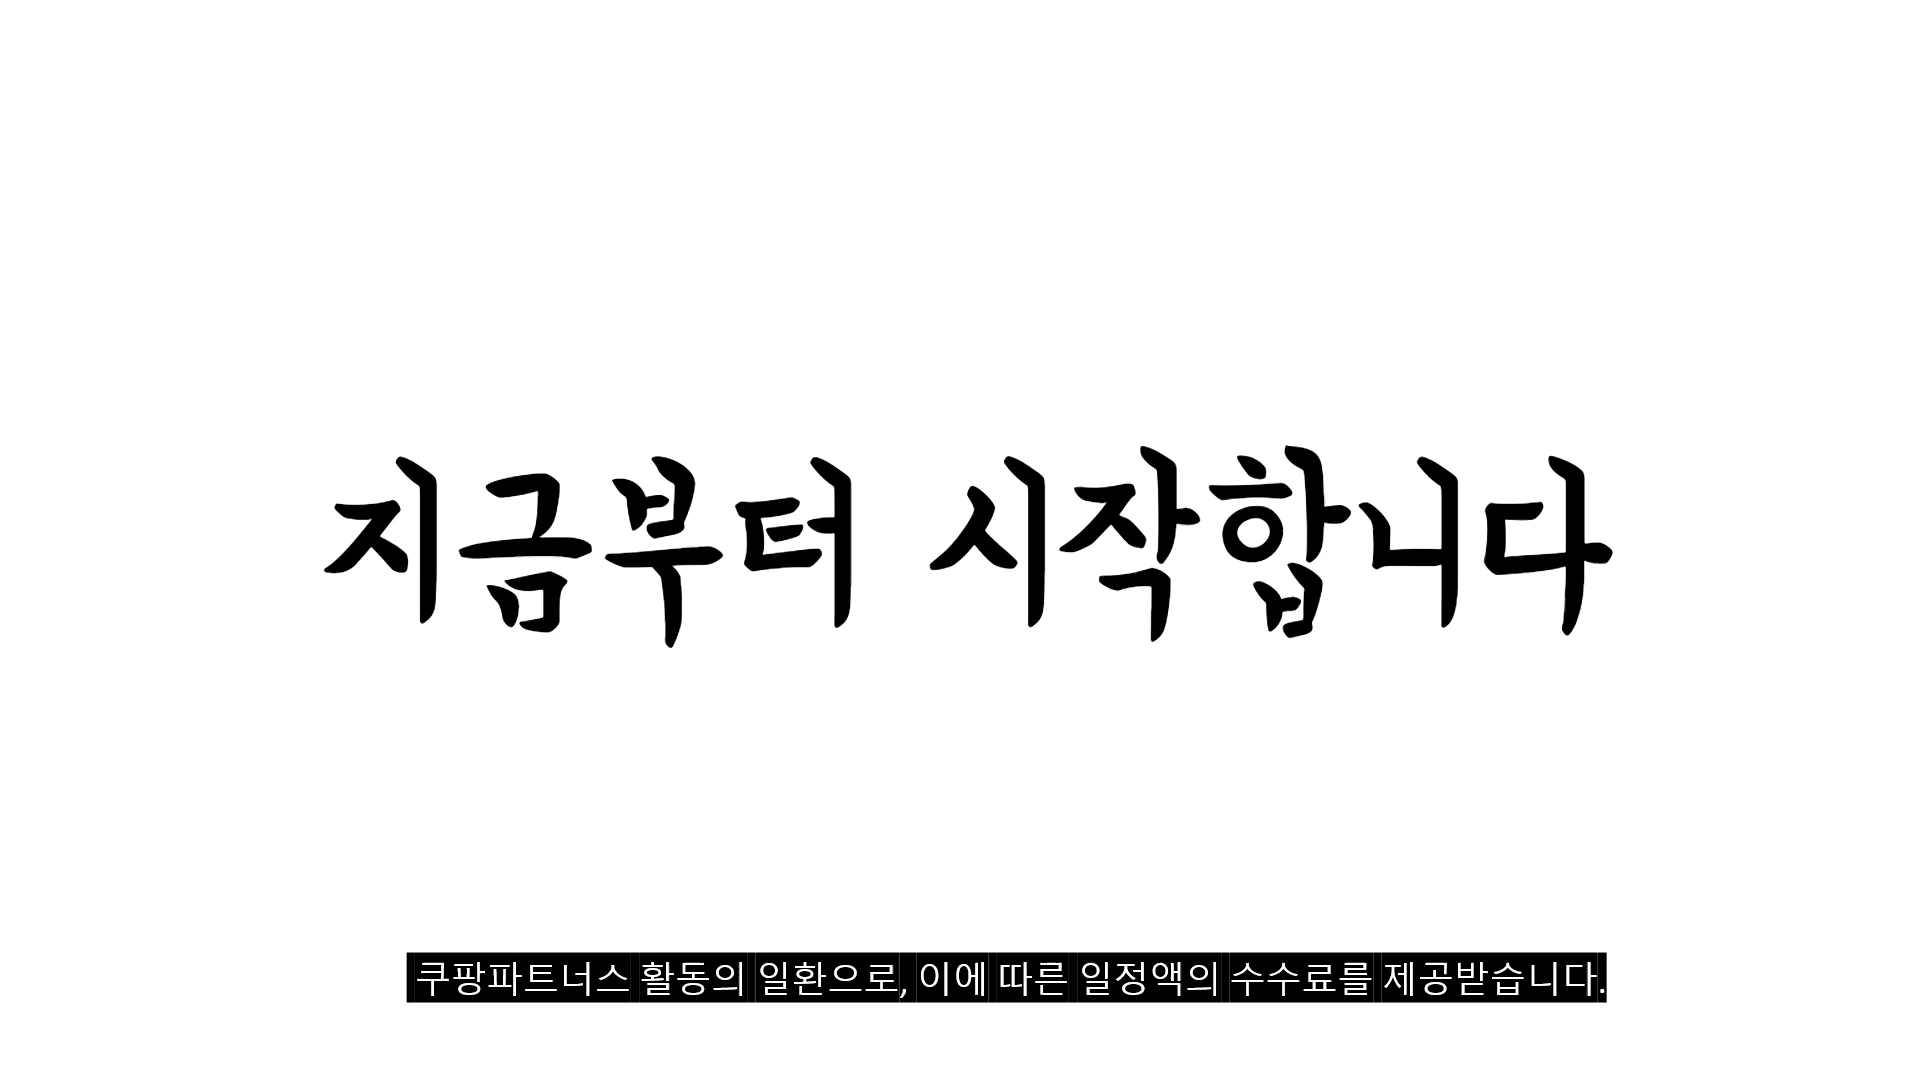 지금부터 시작합니다
쿠팡파트너스 활동의 일환으로, 이에 따른 일정액의 수수료를 제공받습니다.